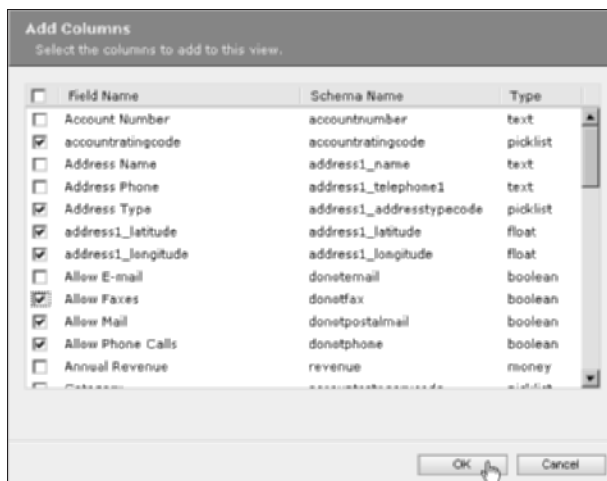 Add Columns
Select the columns to add to this view.
Field Name Schema Name Type
Account Number accountnumber text
accountratingcode accountratingcode picklist
Address Name address1_name text
Address Phone address1_telephone1 text
Address Type address1_addresstypecode picklist
address1_latitude address1_latitude float
address1_longitude address1_longitude float
Allow E-mail donotemail boolean
Allow Faxes donotfax boolean
Allow Mail donotpostalmail boolean
Allow Phone Calls donotphone boolean
Annual Revenue revenue money
OK Cancel